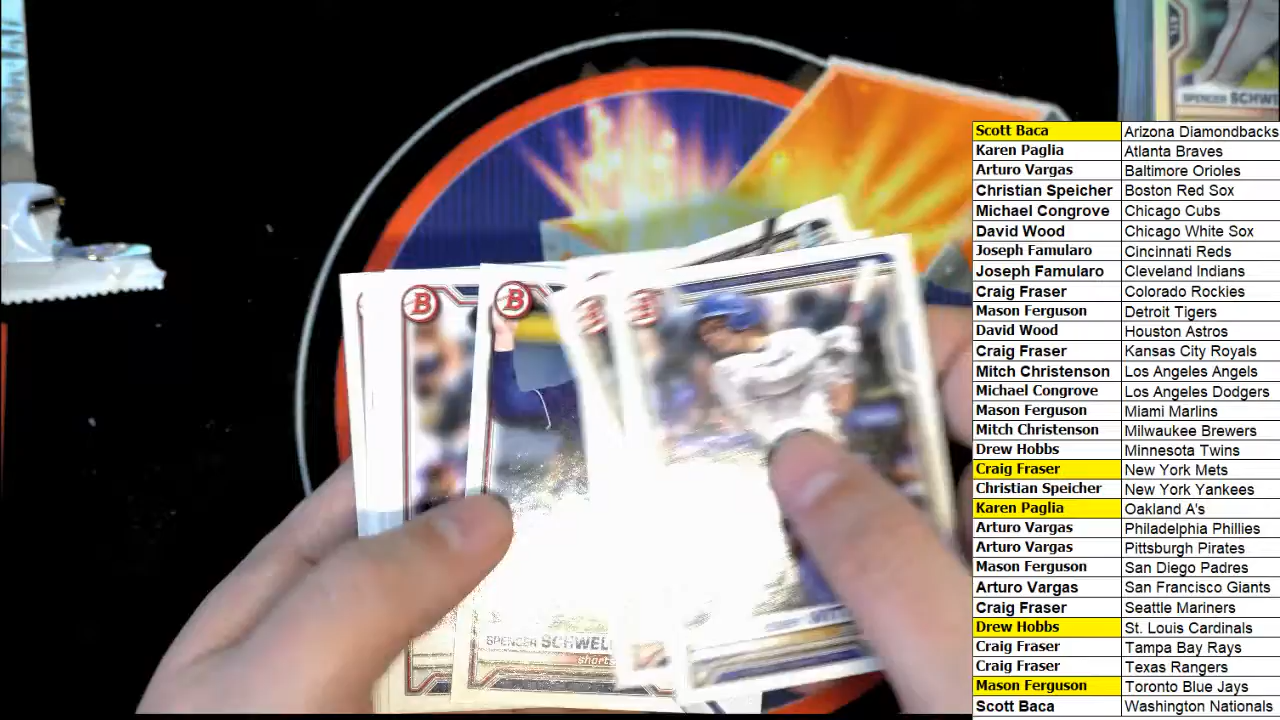 SPENCER SCHWE
Scott Baca Arizona Diamondbacks
Karen Paglia Atlanta Braves
Arturo Vargas Baltimore Orioles
Christian Speicher Boston Red Sox
Michael Congrove Chicago Cubs
David Wood Chicago White Sox
Joseph Famularo Cincinnati Reds
Joseph Famularo Cleveland Indians
Craig Fraser Colorado Rockies
Mason Ferguson Detroit Tigers
David Wood Houston Astros
Craig Fraser Kansas City Royals
Mitch Christenson Los Angeles Angels
Michael Congrove Los Angeles Dodgers
Mason Ferguson Miami Marlins
Mitch Christenson Milwaukee Brewers
Drew Hobbs Minnesota Twins
Craig Fraser New York Mets
Christian Speicher New York Yankees
Karen Paglia Oakland A's
Arturo Vargas Philadelphia Phillies
Arturo Vargas Pittsburgh Pirates
Mason Ferguson San Diego Padres
Arturo Vargas San Francisco Giants
Craig Fraser Seattle Mariners
Drew Hobbs St. Louis Cardinals
Craig Fraser Tampa Bay Rays
Craig Fraser Texas Rangers
Mason Ferguson Toronto Blue Jays
Scott Baca Washington Nationals
B
B
SPENCER SCHWELL
shorts